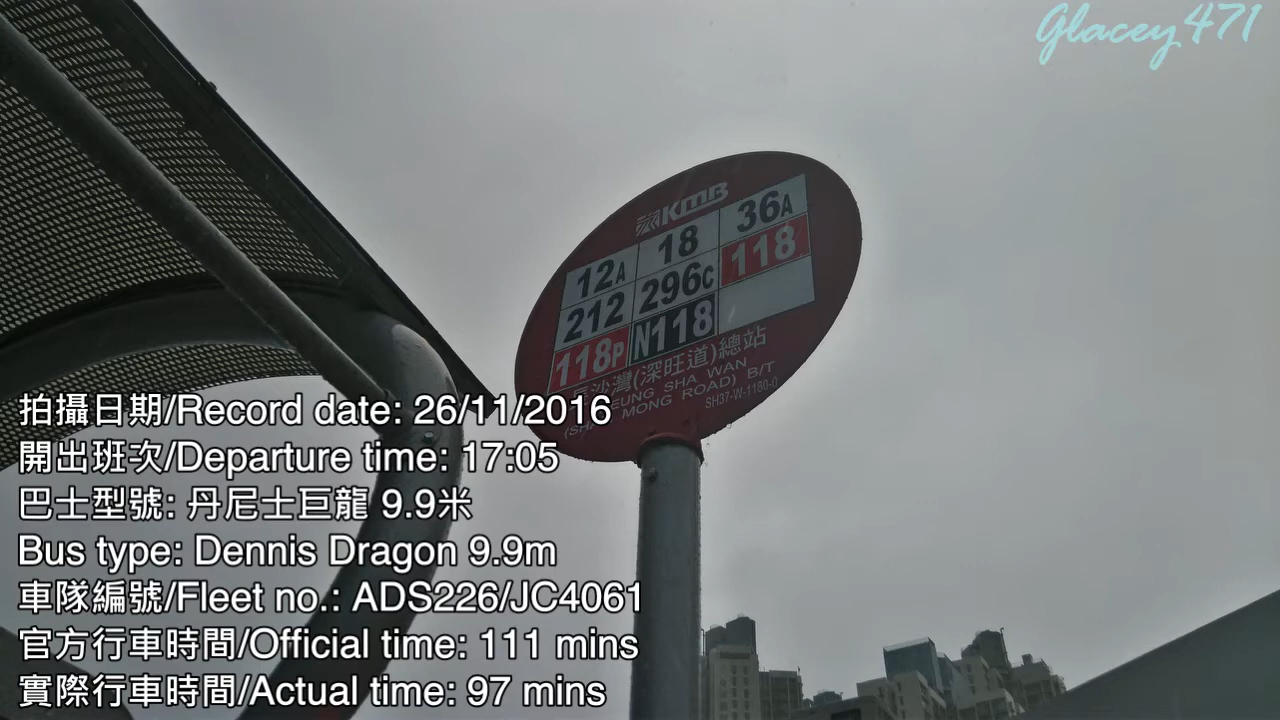 Glacey471
KMB
12A 18 36A
212 296C 118
118P N118
長沙灣(深旺道)總站
CHEUNG SHA WAN
(SHAM MONG ROAD) B/T
SH37-W-1180-0
拍攝日期/Record date: 26/11/2016
開出班次/Departure time: 17:05
巴士型號: 丹尼士巨龍 9.9米
Bus type: Dennis Dragon 9.9m
車隊編號/Fleet no.: ADS226/JC4061
官方行車時間/Official time: 111 mins
實際行車時間/Actual time: 97 mins